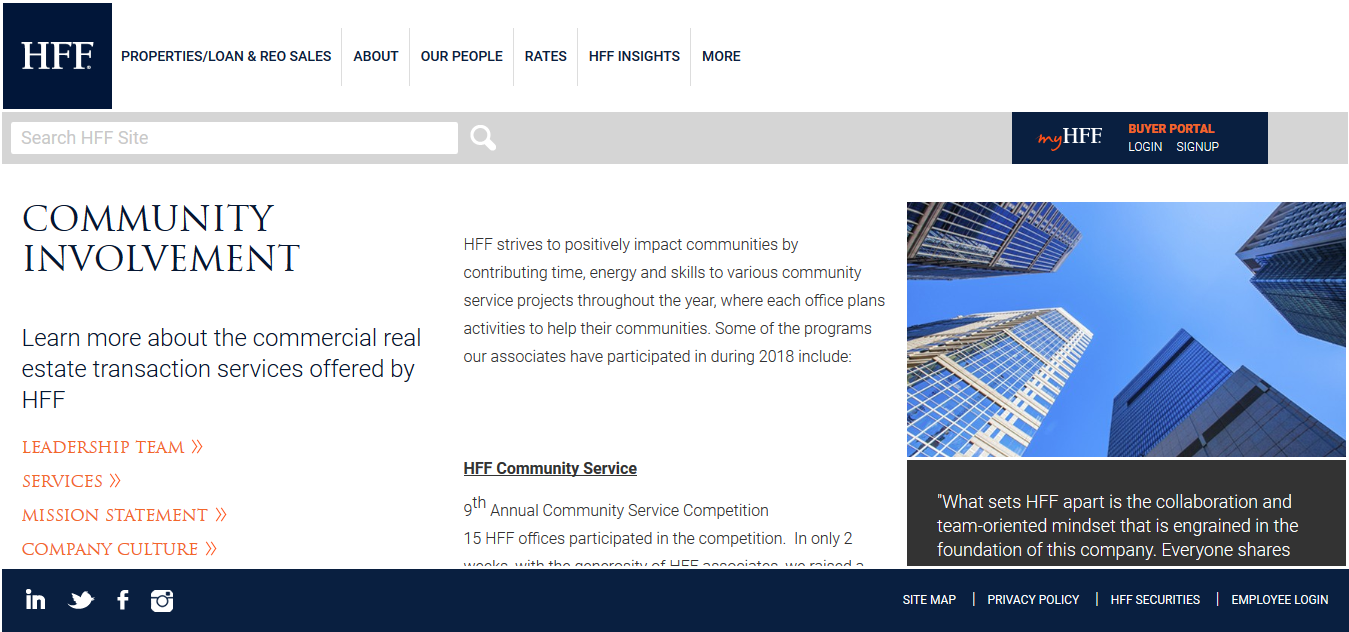 HFF
PROPERTIES/LOAN & REO SALES
ABOUT
OUR PEOPLE
RATES
HFF INSIGHTS
MORE
Search HFF Site
myHFF
BUYER PORTAL
LOGIN SIGNUP
COMMUNITY
INVOLVEMENT
Learn more about the commercial real
estate transaction services offered by
HFF
LEADERSHIP TEAM »
SERVICES »
MISSION STATEMENT »
COMPANY CULTURE »
HFF strives to positively impact communities by
contributing time, energy and skills to various community
service projects throughout the year, where each office plans
activities to help their communities. Some of the programs
our associates have participated in during 2018 include:
HFF Community Service
9th Annual Community Service Competition
15 HFF offices participated in the competition. In only 2
weeks, with the generosity of HFF associates, we raised a
"What sets HFF apart is the collaboration and
team-oriented mindset that is engrained in the
foundation of this company. Everyone shares
SITE MAP | PRIVACY POLICY | HFF SECURITIES | EMPLOYEE LOGIN